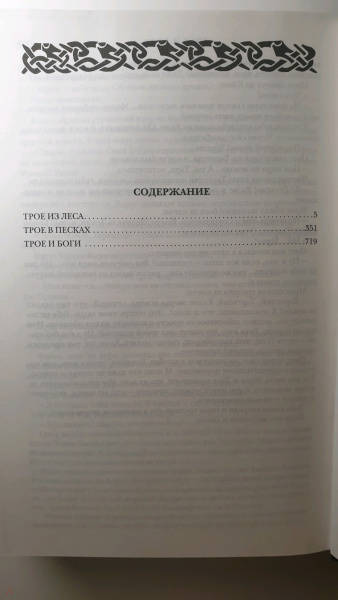 СОДЕРЖАНИЕ
ТРОЕ ИЗ ЛЕСА. . . . . . . . . . . . . . . . . . . . . . . . . . . . . . . . . . . . . . . . 5
ТРОЕ В ПЕСКАХ . . . . . . . . . . . . . . . . . . . . . . . . . . . . . . . . . . . . . 351
ТРОЕ И БОГИ . . . . . . . . . . . . . . . . . . . . . . . . . . . . . . . . . . . . . . . 719